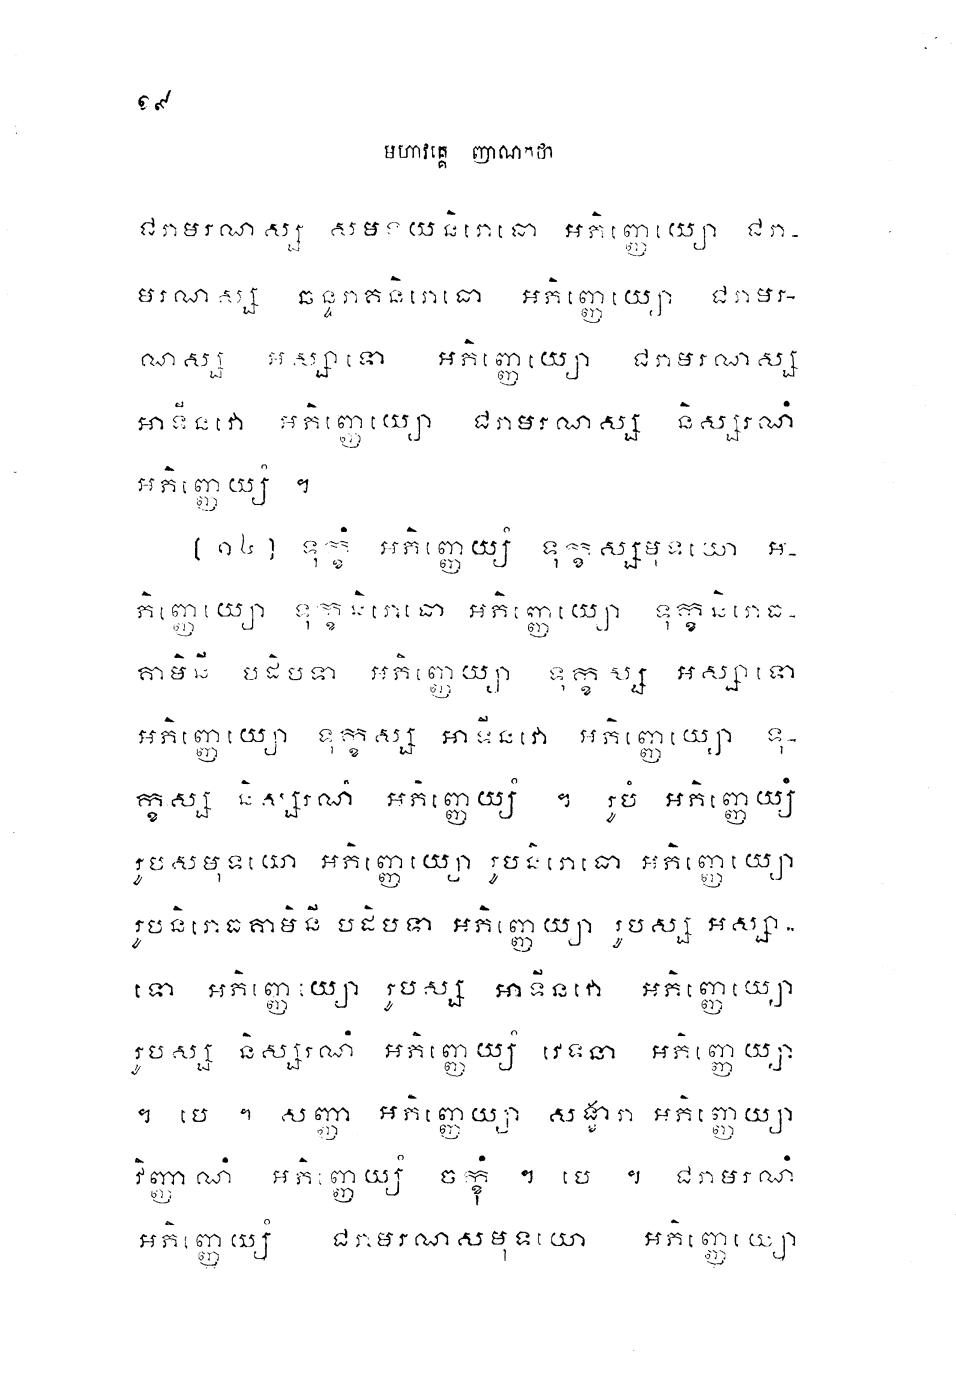 ១៩
មហាវគ្គេ ញាណកថា
ជរាមរណស្ស សមុទយនិរោធោ អភិញ្ញេយ្យោ ជរា-
មរណស្ស ឆន្ទរាគនិរោធោ អភិញ្ញេយ្យោ ជរាមរ-
ណស្ស អស្សាទោ អភិញ្ញេយ្យោ ជរាមរណស្ស
អាទីនវោ អភិញ្ញេយ្យោ ជរាមរណស្ស និស្សរណំ
អភិញ្ញេយ្យំ ។
(១៤) ទុក្ខំ អភិញ្ញេយ្យំ ទុក្ខស្សមុទយោ អ-
ភិញ្ញេយ្យោ ទុក្ខនិរោធោ អភិញ្ញេយ្យោ ទុក្ខនិរោធ-
គាមិនី បដិបទា អភិញ្ញេយ្យា ទុក្ខស្ស អស្សាទោ
អភិញ្ញេយ្យោ ទុក្ខស្ស អាទីនវោ អភិញ្ញេយ្យោ ទុ-
ក្ខស្ស និស្សរណំ អភិញ្ញេយ្យំ ។ រូបំ អភិញ្ញេយ្យំ
រូបសមុទយោ អភិញ្ញេយ្យោ រូបនិរោធោ អភិញ្ញេយ្យោ
រូបនិរោធគាមិនី បដិបទា អភិញ្ញេយ្យា រូបស្ស អស្សា-
ទោ អភិញ្ញេយ្យោ រូបស្ស អាទីនវោ អភិញ្ញេយ្យោ
រូបស្ស និស្សរណំ អភិញ្ញេយ្យំ វេទនា អភិញ្ញេយ្យា
។ បេ ។ សញ្ញា អភិញ្ញេយ្យា សង្ខារា អភិញ្ញេយ្យា
វិញ្ញាណំ អភិញ្ញេយ្យំ ចក្ខុំ ។ បេ ។ ជរាមរណំ
អភិញ្ញេយ្យំ ជរាមរណសមុទយោ អភិញ្ញេយ្យោ